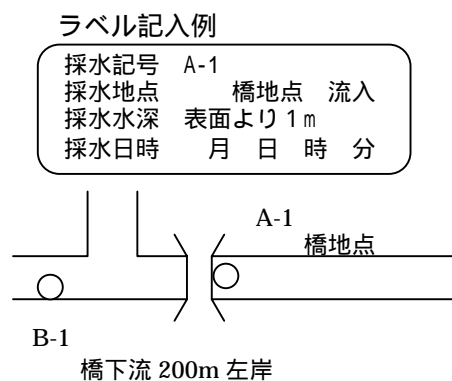 ラベル記入例
採水記号 A-1
採水地点 橋地点 流入
採水水深 表面より1m
採水日時 月 日 時 分
A-1
橋地点
B-1
橋下流 200m 左岸